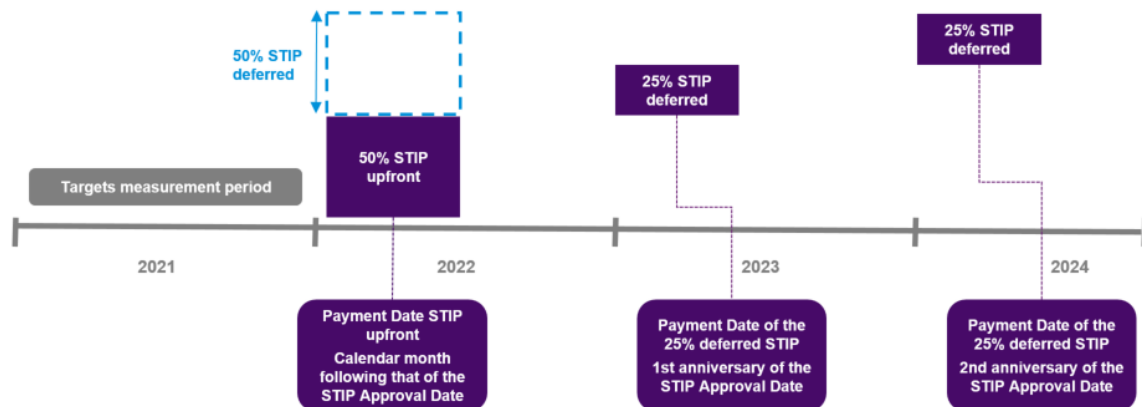 50% STIP
deferred
25% STIP
deferred
25% STIP
deferred
50% STIP
upfront
Targets measurement period
2021
2022
2023
2024
Payment Date STIP
upfront
Calendar month
following that of the
STIP Approval Date
Payment Date of the
25% deferred STIP
1st anniversary of the
STIP Approval Date
Payment Date of the
25% deferred STIP
2nd anniversary of the
STIP Approval Date